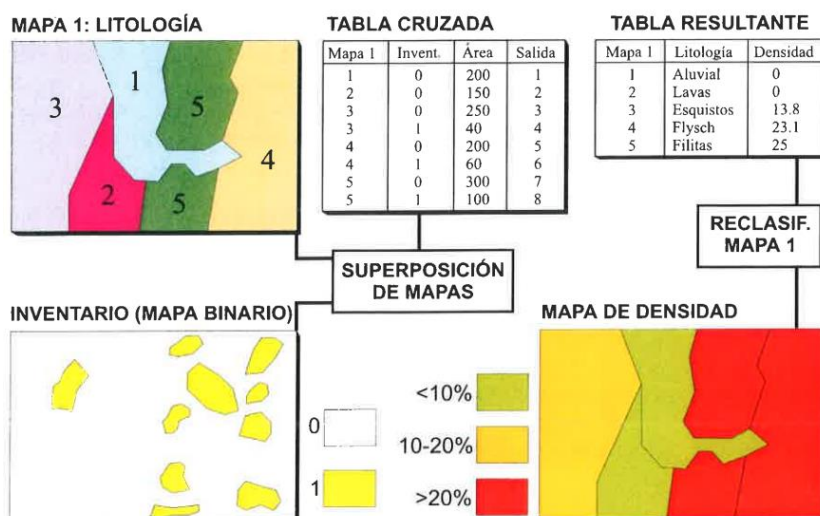 MAPA 1: LITOLOGÍA
3
1
5
4
2
5
TABLA CRUZADA
Mapa 1 Invent. Área Salida
1 0 200 1
2 0 150 2
3 0 250 3
3 1 40 4
4 0 200 5
4 1 60 6
5 0 300 7
5 1 100 8
TABLA RESULTANTE
Mapa 1 Litología Densidad
1 Aluvial 0
2 Lavas 0
3 Esquistos 13.8
4 Flysch 23.1
5 Filitas 25
SUPERPOSICIÓN
DE MAPAS
RECLASIF.
MAPA 1
INVENTARIO (MAPA BINARIO)
0
1
MAPA DE DENSIDAD
<10%
10-20%
>20%